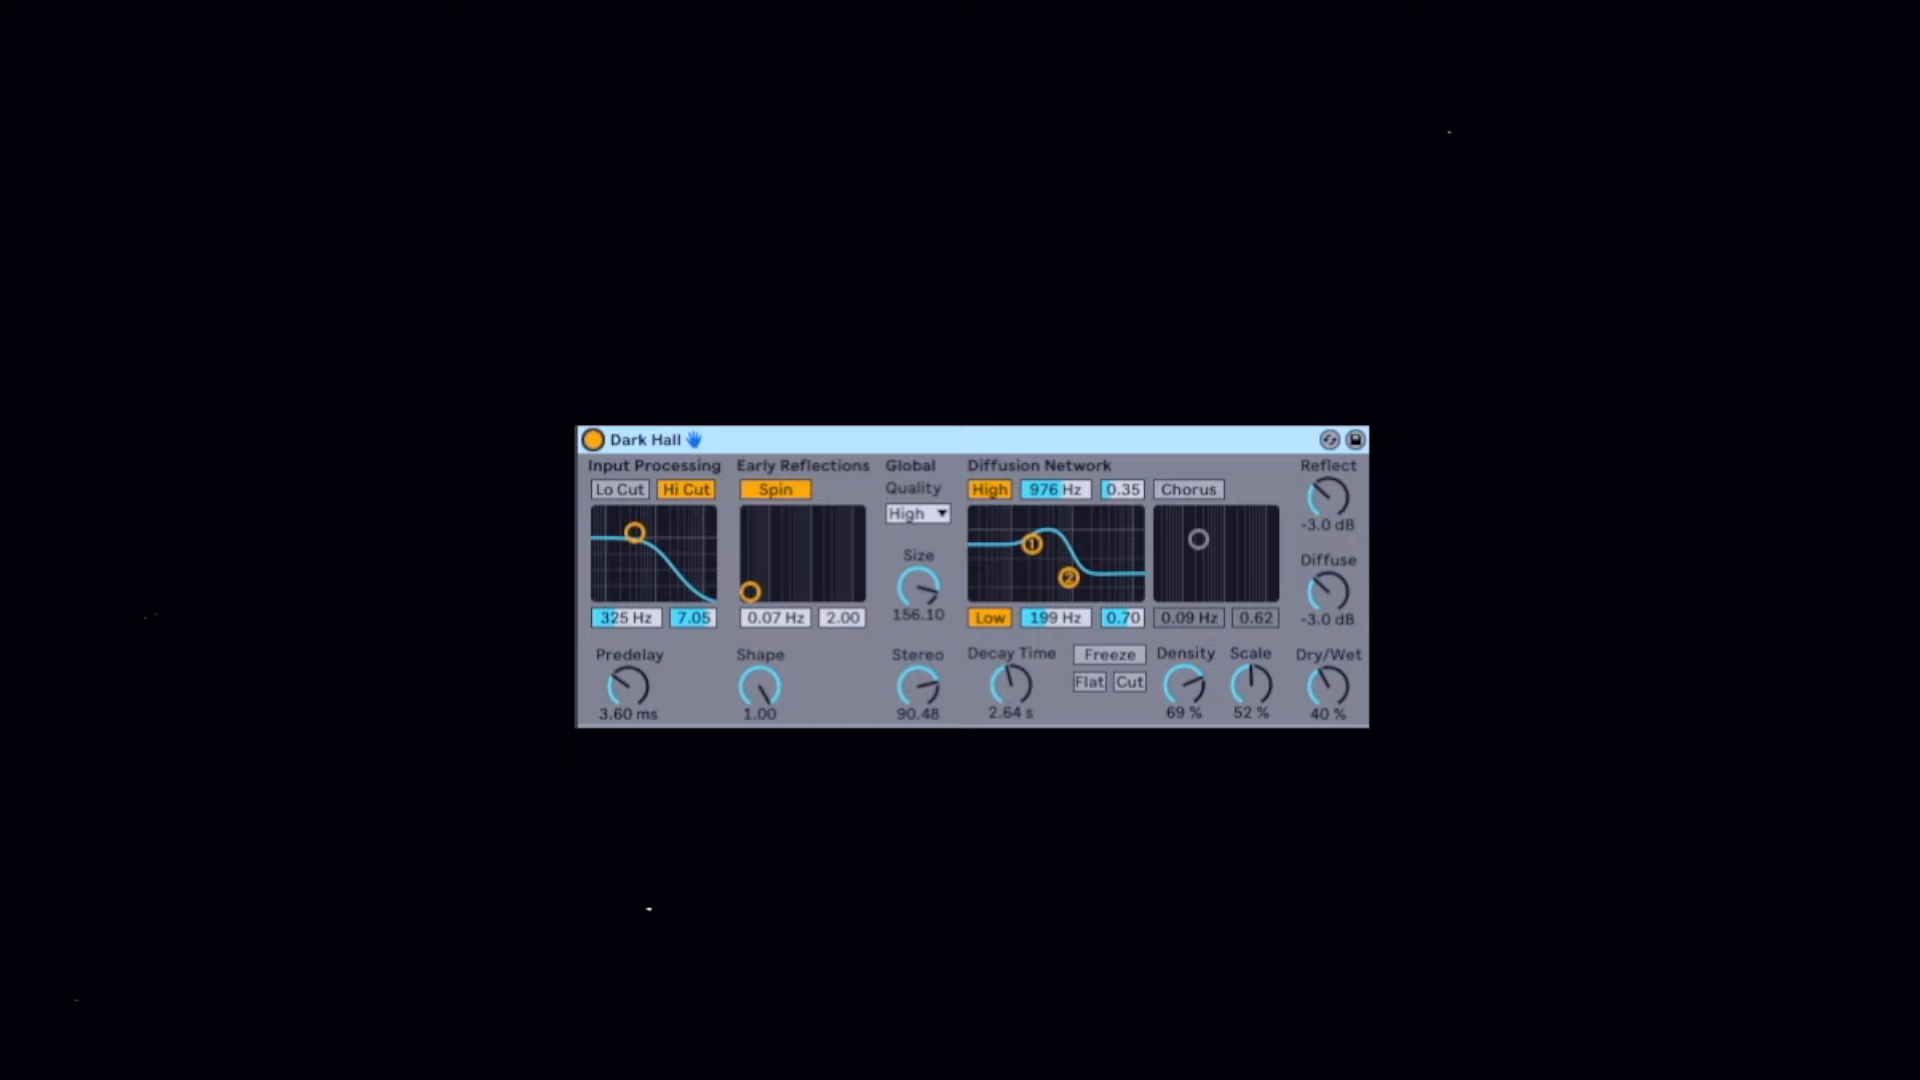 Dark Hall
Input Processing Early Reflections Global Diffusion Network Reflect
Lo Cut Hi Cut Spin Quality High 976 Hz 0.35 Chorus
High
-3.0 dB
1
Size Diffuse
2
325 Hz 7.05 0.07 Hz 2.00 156.10 Low 199 Hz 0.70 0.09 Hz 0.62 -3.0 dB
Predelay Shape Stereo Decay Time Freeze Density Scale Dry/Wet
Flat Cut
3.60 ms 1.00 90.48 2.64 s 69 % 52 % 40 %